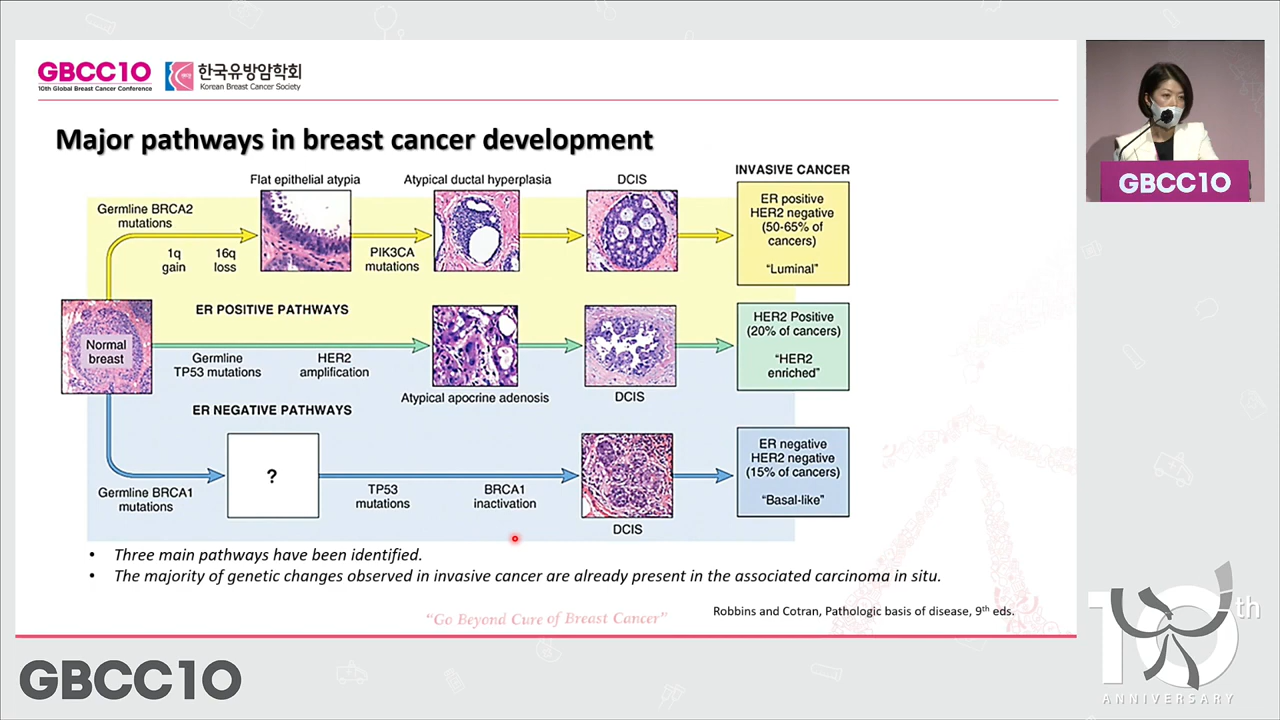 GBCC10
10th Global Breast Cancer Conference
한국유방암학회
Korean Breast Cancer Society
Major pathways in breast cancer development
Flat epithelial atypia
Atypical ductal hyperplasia
DCIS
INVASIVE CANCER
Germline BRCA2
mutations
1q
gain
16q
loss
PIK3CA
mutations
ER positive
HER2 negative
(50-65% of
cancers)
“Luminal”
ER POSITIVE PATHWAYS
Normal
breast
Germline
TP53 mutations
HER2
amplification
Atypical apocrine adenosis
DCIS
HER2 Positive
(20% of cancers)
“HER2
enriched”
ER NEGATIVE PATHWAYS
Germline BRCA1
mutations
?
TP53
mutations
BRCA1
inactivation
DCIS
ER negative
HER2 negative
(15% of cancers)
“Basal-like”
• Three main pathways have been identified.
• The majority of genetic changes observed in invasive cancer are already present in the associated carcinoma in situ.
Robbins and Cotran, Pathologic basis of disease, 9th eds.
“Go Beyond Cure of Breast Cancer”
GBCC10
GBCC10
10th
ANNIVERSARY